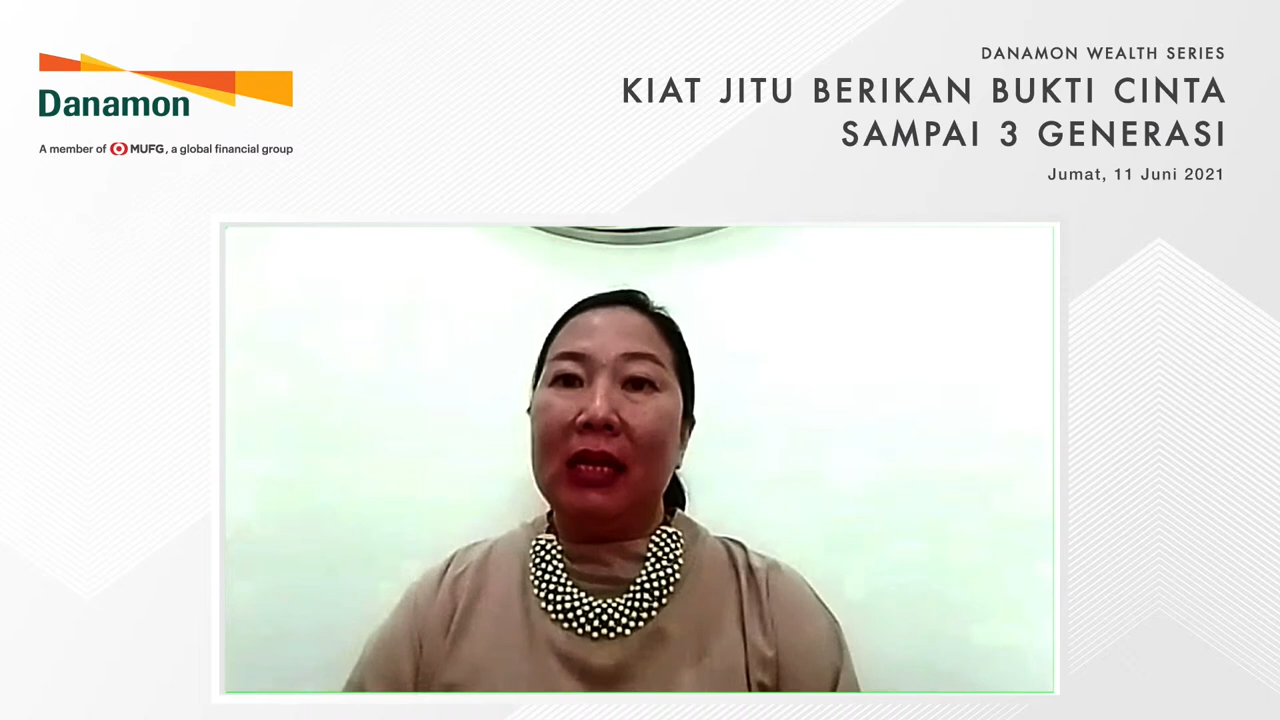 Danamon
A member of MUFG, a global financial group
DANAMON WEALTH SERIES
KIAT JITU BERIKAN BUKTI CINTA
SAMPAI 3 GENERASI
Jumat, 11 Juni 2021